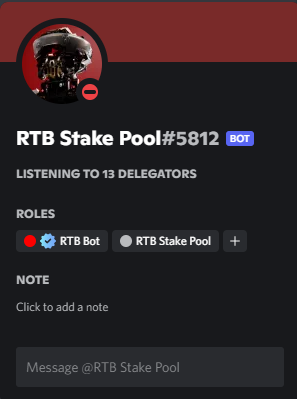 RTB Stake Pool#5812 BOT
LISTENING TO 13 DELEGATORS
ROLES
RTB Bot RTB Stake Pool +
NOTE
Click to add a note
Message @RTB Stake Pool